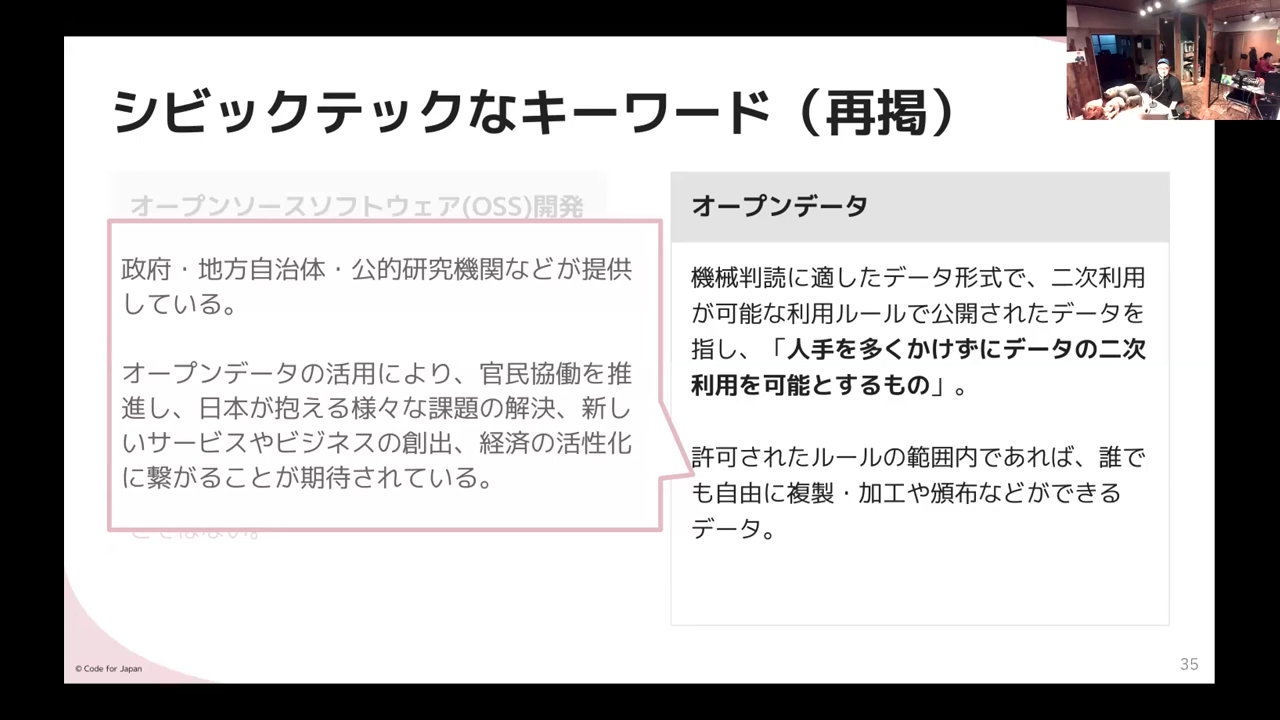 シビックテックなキーワード（再掲）
オープンソースソフトウェア(OSS)開発
政府・地方自治体・公的研究機関などが提供
している。
オープンデータの活用により、官民協働を推
進し、日本が抱える様々な課題の解決、新し
いサービスやビジネスの創出、経済の活性化
に繋がることが期待されている。
オープンデータ
機械判読に適したデータ形式で、二次利用
が可能な利用ルールで公開されたデータを
指し、「人手を多くかけずにデータの二次
利用を可能とするもの」。
許可されたルールの範囲内であれば、誰で
も自由に複製・加工や頒布などができる
データ。
© Code for Japan
35